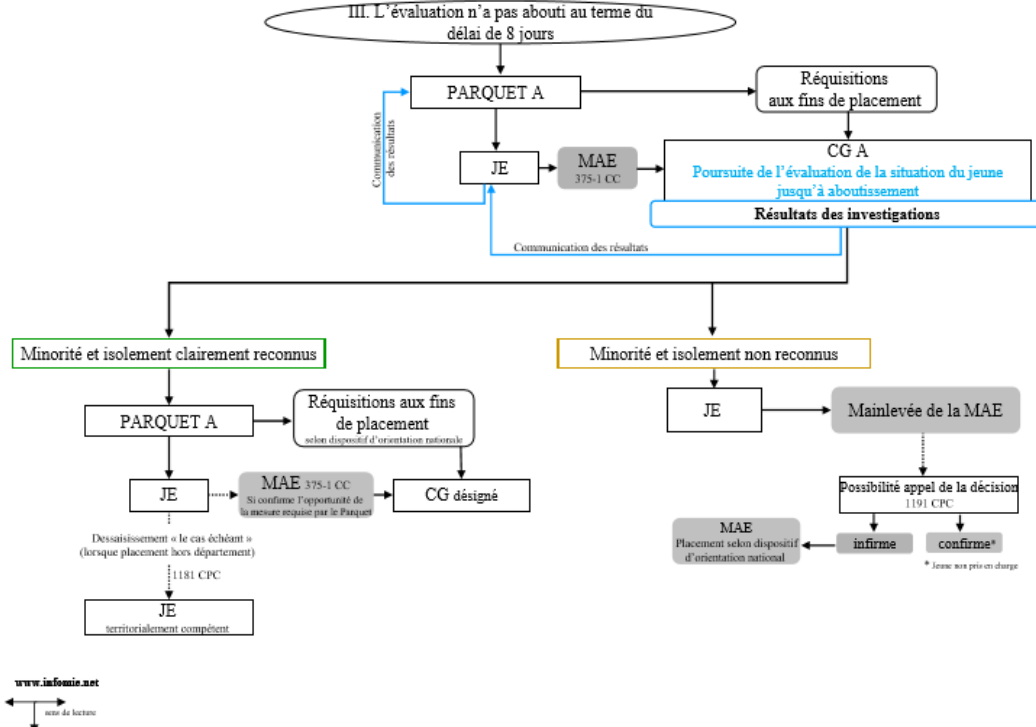 III. L’évaluation n’a pas abouti au terme du
délai de 8 jours
PARQUET A
Réquisitions
aux fins de placement
Communication
des résultats
JE
MAE
375-1 CC
CG A
Poursuite de l’évaluation de la situation du jeune
jusqu’à aboutissement
Résultats des investigations
Communication des résultats
Minorité et isolement clairement reconnus
Minorité et isolement non reconnus
PARQUET A
Réquisitions aux fins
de placement
selon dispositif d’orientation nationale
JE
MAE 375-1 CC
Si confirme l’opportunité de
la mesure requise par le Parquet
CG désigné
Dessaisissement « le cas échéant »
(lorsque placement hors département)
1181 CPC
JE
territorialement compétent
JE
Mainlevée de la MAE
Possibilité appel de la décision
1191 CPC
MAE
Placement selon dispositif
d’orientation national
infirme
confirme*
* Jeune non pris en charge
www.infomie.net
sens de lecture